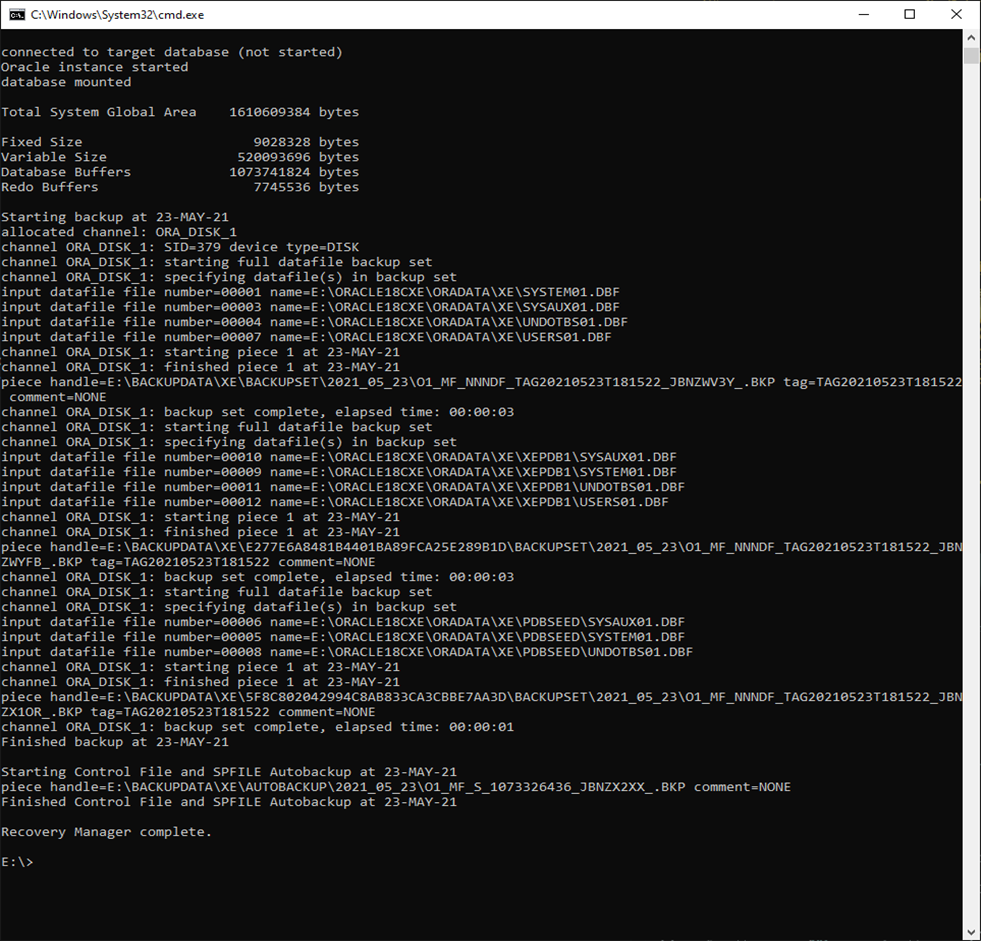 C:\Windows\System32\cmd.exe
connected to target database (not started)
Oracle instance started
database mounted
Total System Global Area    1610609384 bytes
Fixed Size                     9028328 bytes
Variable Size                520093696 bytes
Database Buffers            1073741824 bytes
Redo Buffers                   7745536 bytes
Starting backup at 23-MAY-21
allocated channel: ORA_DISK_1
channel ORA_DISK_1: SID=379 device type=DISK
channel ORA_DISK_1: starting full datafile backup set
channel ORA_DISK_1: specifying datafile(s) in backup set
input datafile file number=00001 name=E:\ORACLE18CXE\ORADATA\XE\SYSTEM01.DBF
input datafile file number=00003 name=E:\ORACLE18CXE\ORADATA\XE\SYSAUX01.DBF
input datafile file number=00004 name=E:\ORACLE18CXE\ORADATA\XE\UNDOTBS01.DBF
input datafile file number=00007 name=E:\ORACLE18CXE\ORADATA\XE\USERS01.DBF
channel ORA_DISK_1: starting piece 1 at 23-MAY-21
channel ORA_DISK_1: finished piece 1 at 23-MAY-21
piece handle=E:\BACKUPDATA\XE\BACKUPSET\2021_05_23\O1_MF_NNNDF_TAG20210523T181522_JBNZWV3Y_.BKP tag=TAG20210523T181522
 comment=NONE
channel ORA_DISK_1: backup set complete, elapsed time: 00:00:03
channel ORA_DISK_1: starting full datafile backup set
channel ORA_DISK_1: specifying datafile(s) in backup set
input datafile file number=00010 name=E:\ORACLE18CXE\ORADATA\XE\XEPDB1\SYSAUX01.DBF
input datafile file number=00009 name=E:\ORACLE18CXE\ORADATA\XE\XEPDB1\SYSTEM01.DBF
input datafile file number=00011 name=E:\ORACLE18CXE\ORADATA\XE\XEPDB1\UNDOTBS01.DBF
input datafile file number=00012 name=E:\ORACLE18CXE\ORADATA\XE\XEPDB1\USERS01.DBF
channel ORA_DISK_1: starting piece 1 at 23-MAY-21
channel ORA_DISK_1: finished piece 1 at 23-MAY-21
piece handle=E:\BACKUPDATA\XE\E277E6A8481B4401BA89FCA25E289B1D\BACKUPSET\2021_05_23\O1_MF_NNNDF_TAG20210523T181522_JBN
ZWYFB_.BKP tag=TAG20210523T181522 comment=NONE
channel ORA_DISK_1: backup set complete, elapsed time: 00:00:03
channel ORA_DISK_1: starting full datafile backup set
channel ORA_DISK_1: specifying datafile(s) in backup set
input datafile file number=00006 name=E:\ORACLE18CXE\ORADATA\XE\PDBSEED\SYSAUX01.DBF
input datafile file number=00005 name=E:\ORACLE18CXE\ORADATA\XE\PDBSEED\SYSTEM01.DBF
input datafile file number=00008 name=E:\ORACLE18CXE\ORADATA\XE\PDBSEED\UNDOTBS01.DBF
channel ORA_DISK_1: starting piece 1 at 23-MAY-21
channel ORA_DISK_1: finished piece 1 at 23-MAY-21
piece handle=E:\BACKUPDATA\XE\5F8C802042994C8AB833CA3CBBE7AA3D\BACKUPSET\2021_05_23\O1_MF_NNNDF_TAG20210523T181522_JBN
ZX1OR_.BKP tag=TAG20210523T181522 comment=NONE
channel ORA_DISK_1: backup set complete, elapsed time: 00:00:01
Finished backup at 23-MAY-21
Starting Control File and SPFILE Autobackup at 23-MAY-21
piece handle=E:\BACKUPDATA\XE\AUTOBACKUP\2021_05_23\O1_MF_S_1073326436_JBNZX2XX_.BKP comment=NONE
Finished Control File and SPFILE Autobackup at 23-MAY-21
Recovery Manager complete.
E:\>